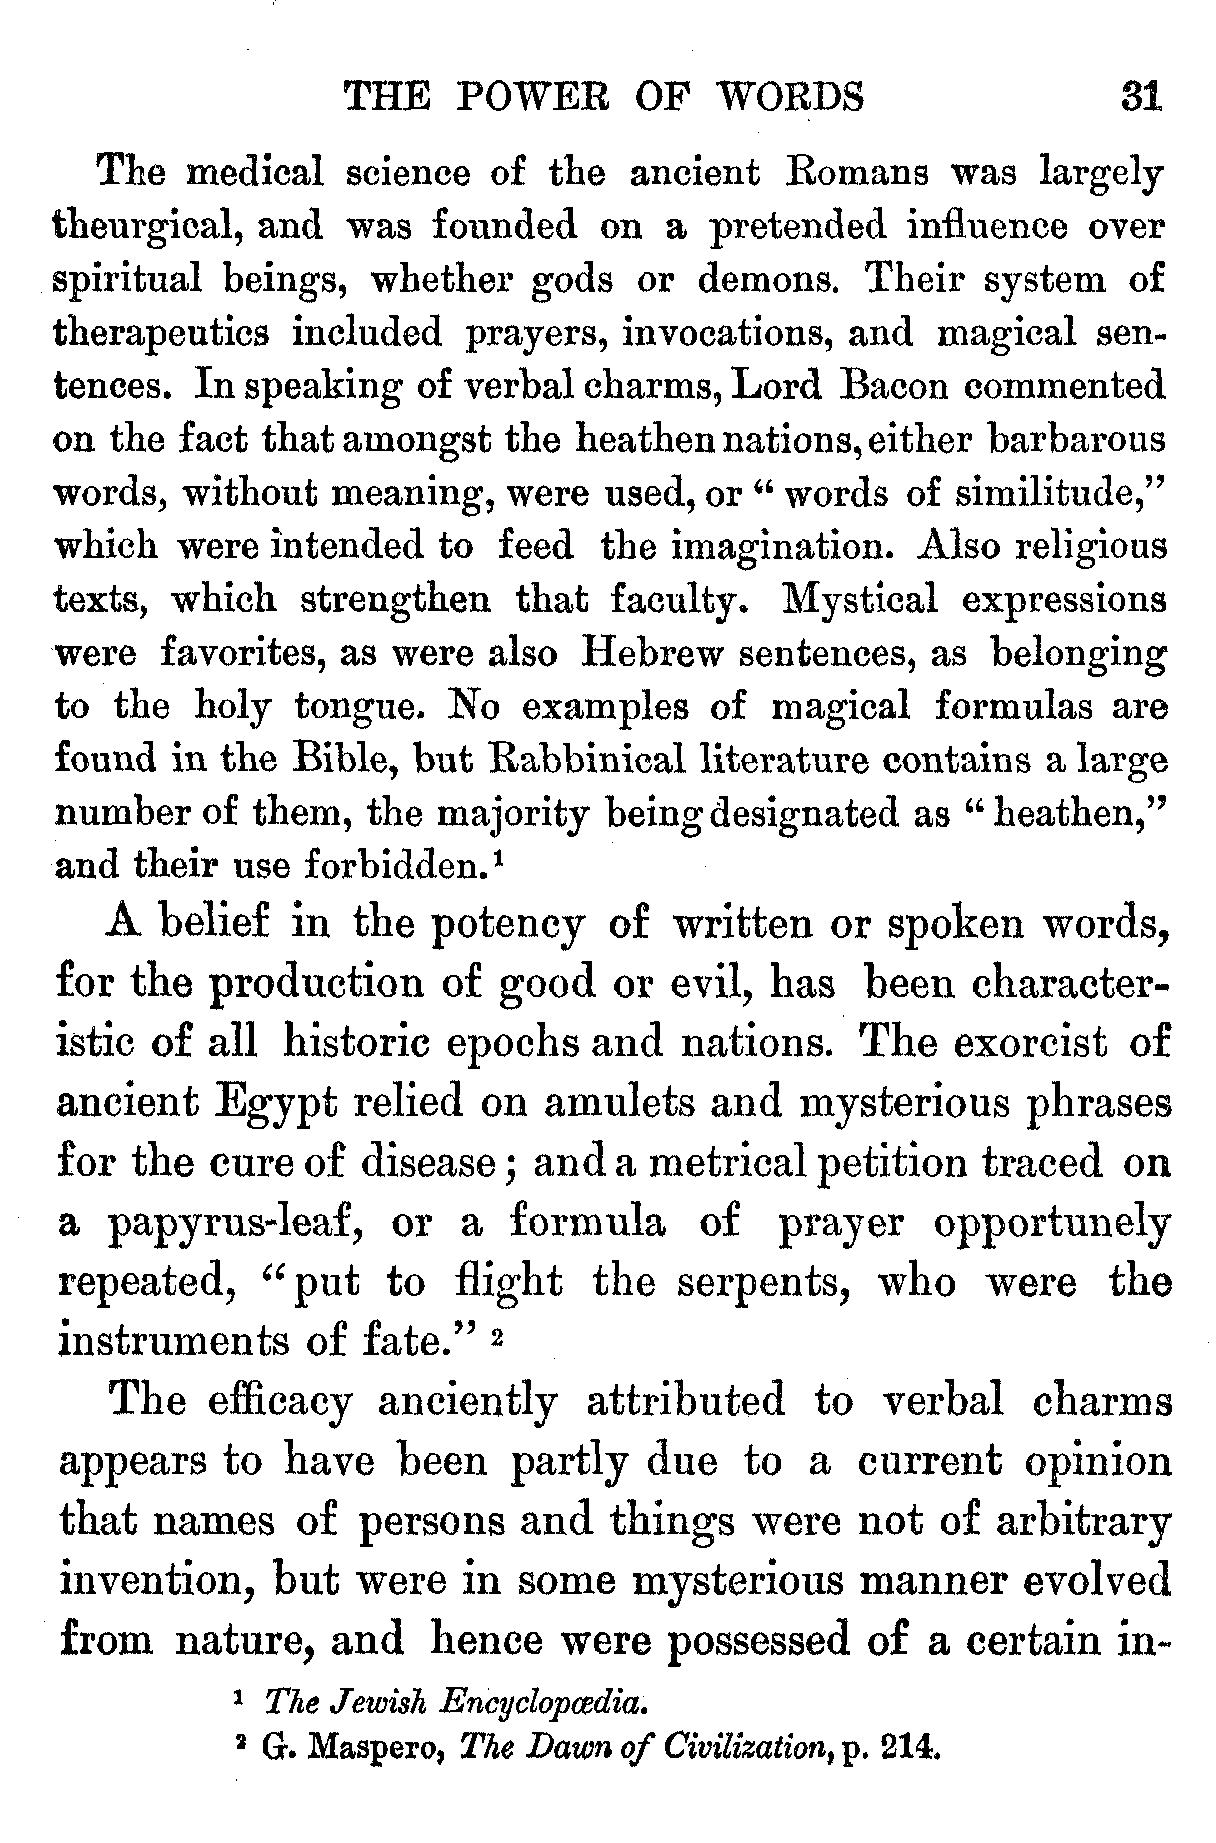 THE POWER OF WORDS 31
The medical science of the ancient Romans was largely
theurgical, and was founded on a pretended influence over
spiritual beings, whether gods or demons. Their system of
therapeutics included prayers, invocations, and magical sen-
tences. In speaking of verbal charms, Lord Bacon commented
on the fact that amongst the heathen nations, either barbarous
words, without meaning, were used, or “ words of similitude,”
which were intended to feed the imagination. Also religious
texts, which strengthen that faculty. Mystical expressions
were favorites, as were also Hebrew sentences, as belonging
to the holy tongue. No examples of magical formulas are
found in the Bible, but Rabbinical literature contains a large
number of them, the majority being designated as “ heathen,”
and their use forbidden.¹
A belief in the potency of written or spoken words,
for the production of good or evil, has been character-
istic of all historic epochs and nations. The exorcist of
ancient Egypt relied on amulets and mysterious phrases
for the cure of disease ; and a metrical petition traced on
a papyrus-leaf, or a formula of prayer opportunely
repeated, “ put to flight the serpents, who were the
instruments of fate.” ²
The efficacy anciently attributed to verbal charms
appears to have been partly due to a current opinion
that names of persons and things were not of arbitrary
invention, but were in some mysterious manner evolved
from nature, and hence were possessed of a certain in-
¹ The Jewish Encyclopœdia.
² G. Maspero, The Dawn of Civilization, p. 214.